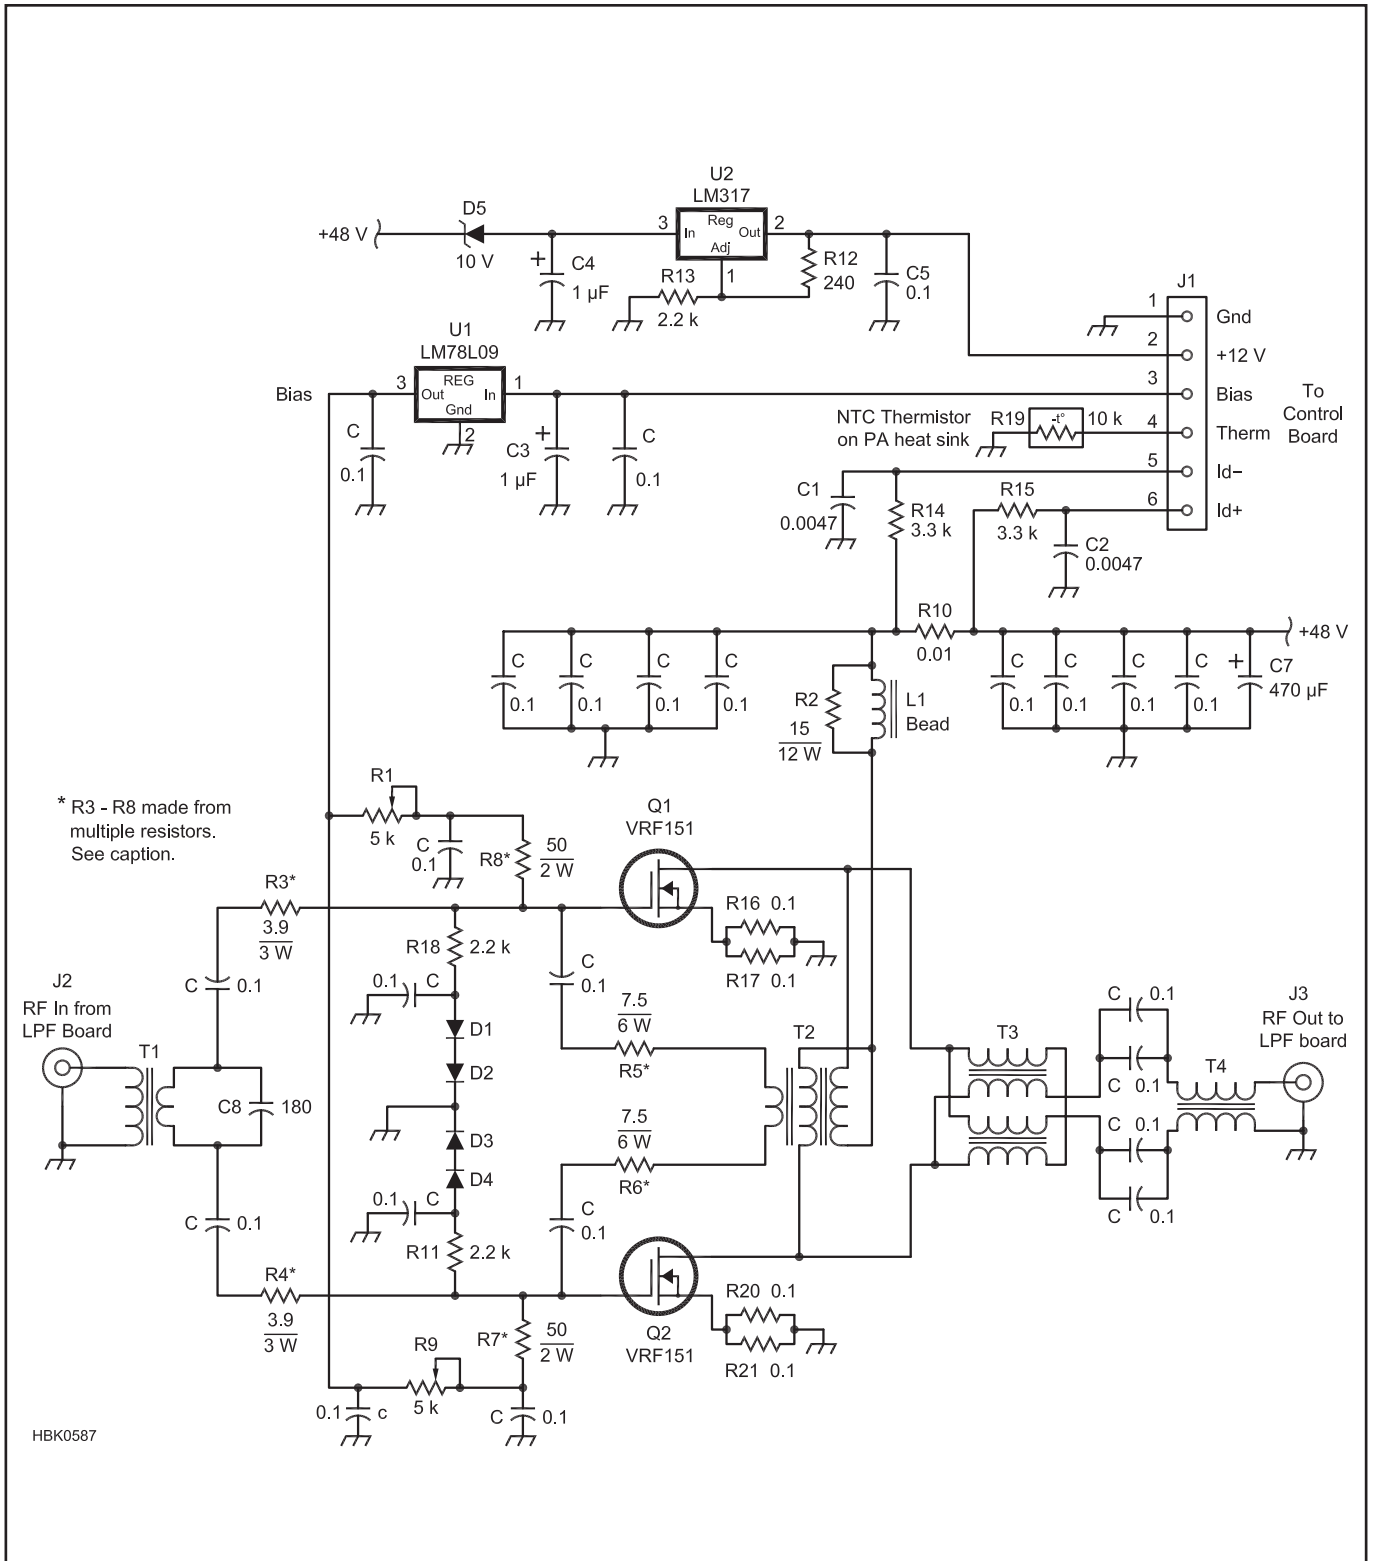 U2
LM317
D5
+48 V
10 V
3
In
Reg
Out
Adj
2
1
C4
+
1 µF
R13
2.2 k
R12
240
C5
0.1
J1
1
Gnd
2
+12 V
3
Bias
4
Therm
5
Id–
6
Id+
To
Control
Board
U1
LM78L09
Bias
3
REG
Out
In
Gnd
1
2
C
0.1
+
C3
1 µF
C
0.1
NTC Thermistor
on PA heat sink
R19
-t°
10 k
C1
0.0047
R14
3.3 k
R15
3.3 k
C2
0.0047
R10
0.01
+48 V
C
0.1
C
0.1
C
0.1
C
0.1
R2
15
12 W
L1
Bead
C
0.1
C
0.1
C
0.1
C
0.1
+
C7
470 µF
* R3 - R8 made from
multiple resistors.
See caption.
R1
5 k
C
0.1
R8*
50
2 W
Q1
VRF151
R3*
3.9
3 W
R18
2.2 k
R16 0.1
R17 0.1
C
0.1
J2
RF In from
LPF Board
T1
C8
180
0.1
C
D1
D2
D3
D4
0.1
C
C
0.1
7.5
6 W
R5*
7.5
6 W
R6*
T2
T3
C
0.1
C
0.1
C
0.1
C
0.1
T4
J3
RF Out to
LPF board
C
0.1
C
0.1
R11
2.2 k
R4*
3.9
3 W
R7*
50
2 W
Q2
VRF151
R20 0.1
R21 0.1
R9
5 k
0.1
c
C
0.1
HBK0587